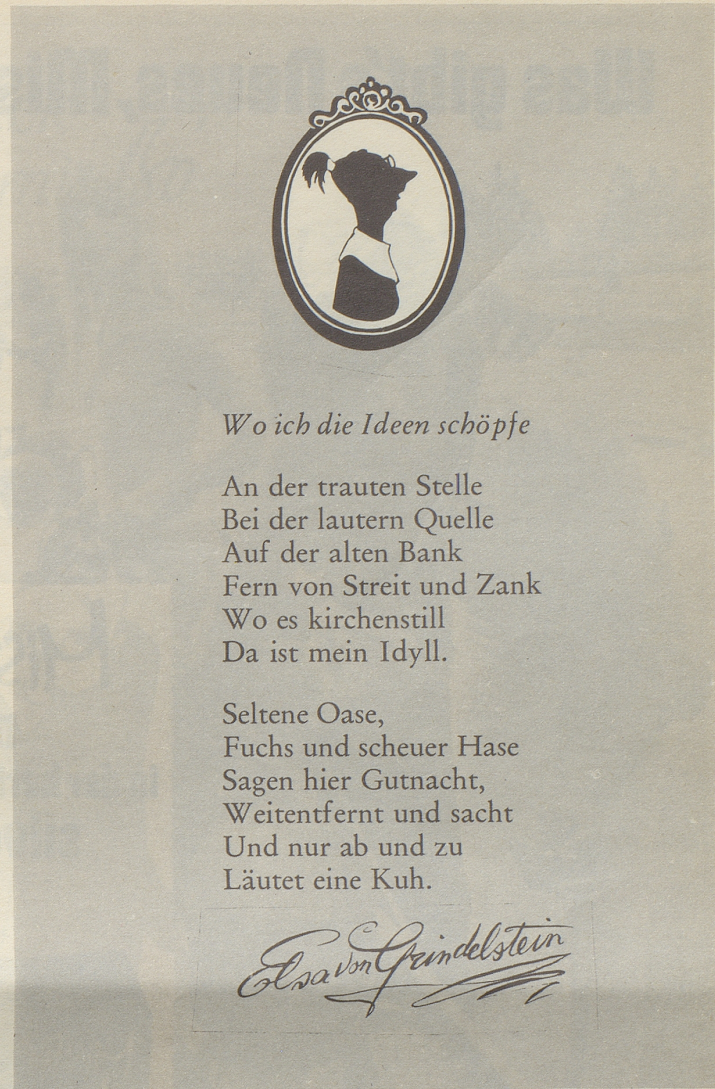 Wo ich die Ideen schöpfe
An der trauten Stelle
Bei der lautern Quelle
Auf der alten Bank
Fern von Streit und Zank
Wo es kirchenstill
Da ist mein Idyll.
Seltene Oase,
Fuchs und scheuer Hase
Sagen hier Gutnacht,
Weitentfernt und sacht
Und nur ab und zu
Läutet eine Kuh.
Elsa von Grindelstein